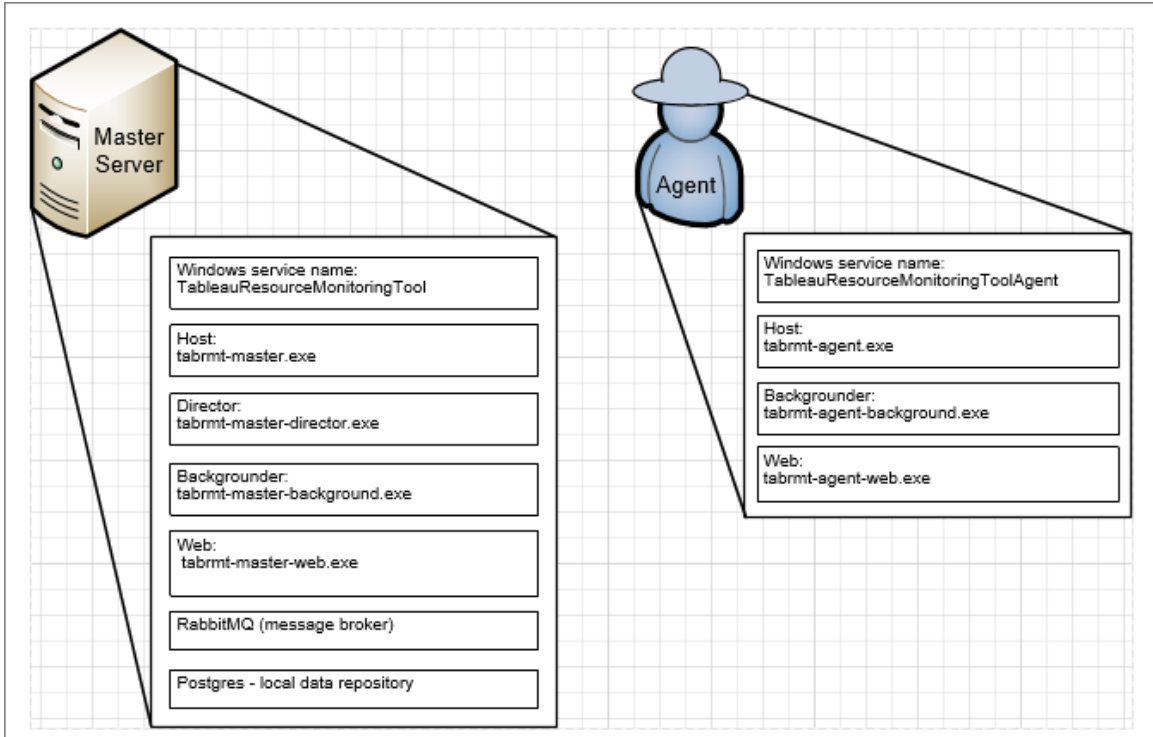 Master
Server
Windows service name:
TableauResourceMonitoringTool
Host:
tabrmt-master.exe
Director:
tabrmt-master-director.exe
Backgrounder:
tabrmt-master-background.exe
Web:
tabrmt-master-web.exe
RabbitMQ (message broker)
Postgres - local data repository
Agent
Windows service name:
TableauResourceMonitoringToolAgent
Host:
tabrmt-agent.exe
Backgrounder:
tabrmt-agent-background.exe
Web:
tabrmt-agent-web.exe